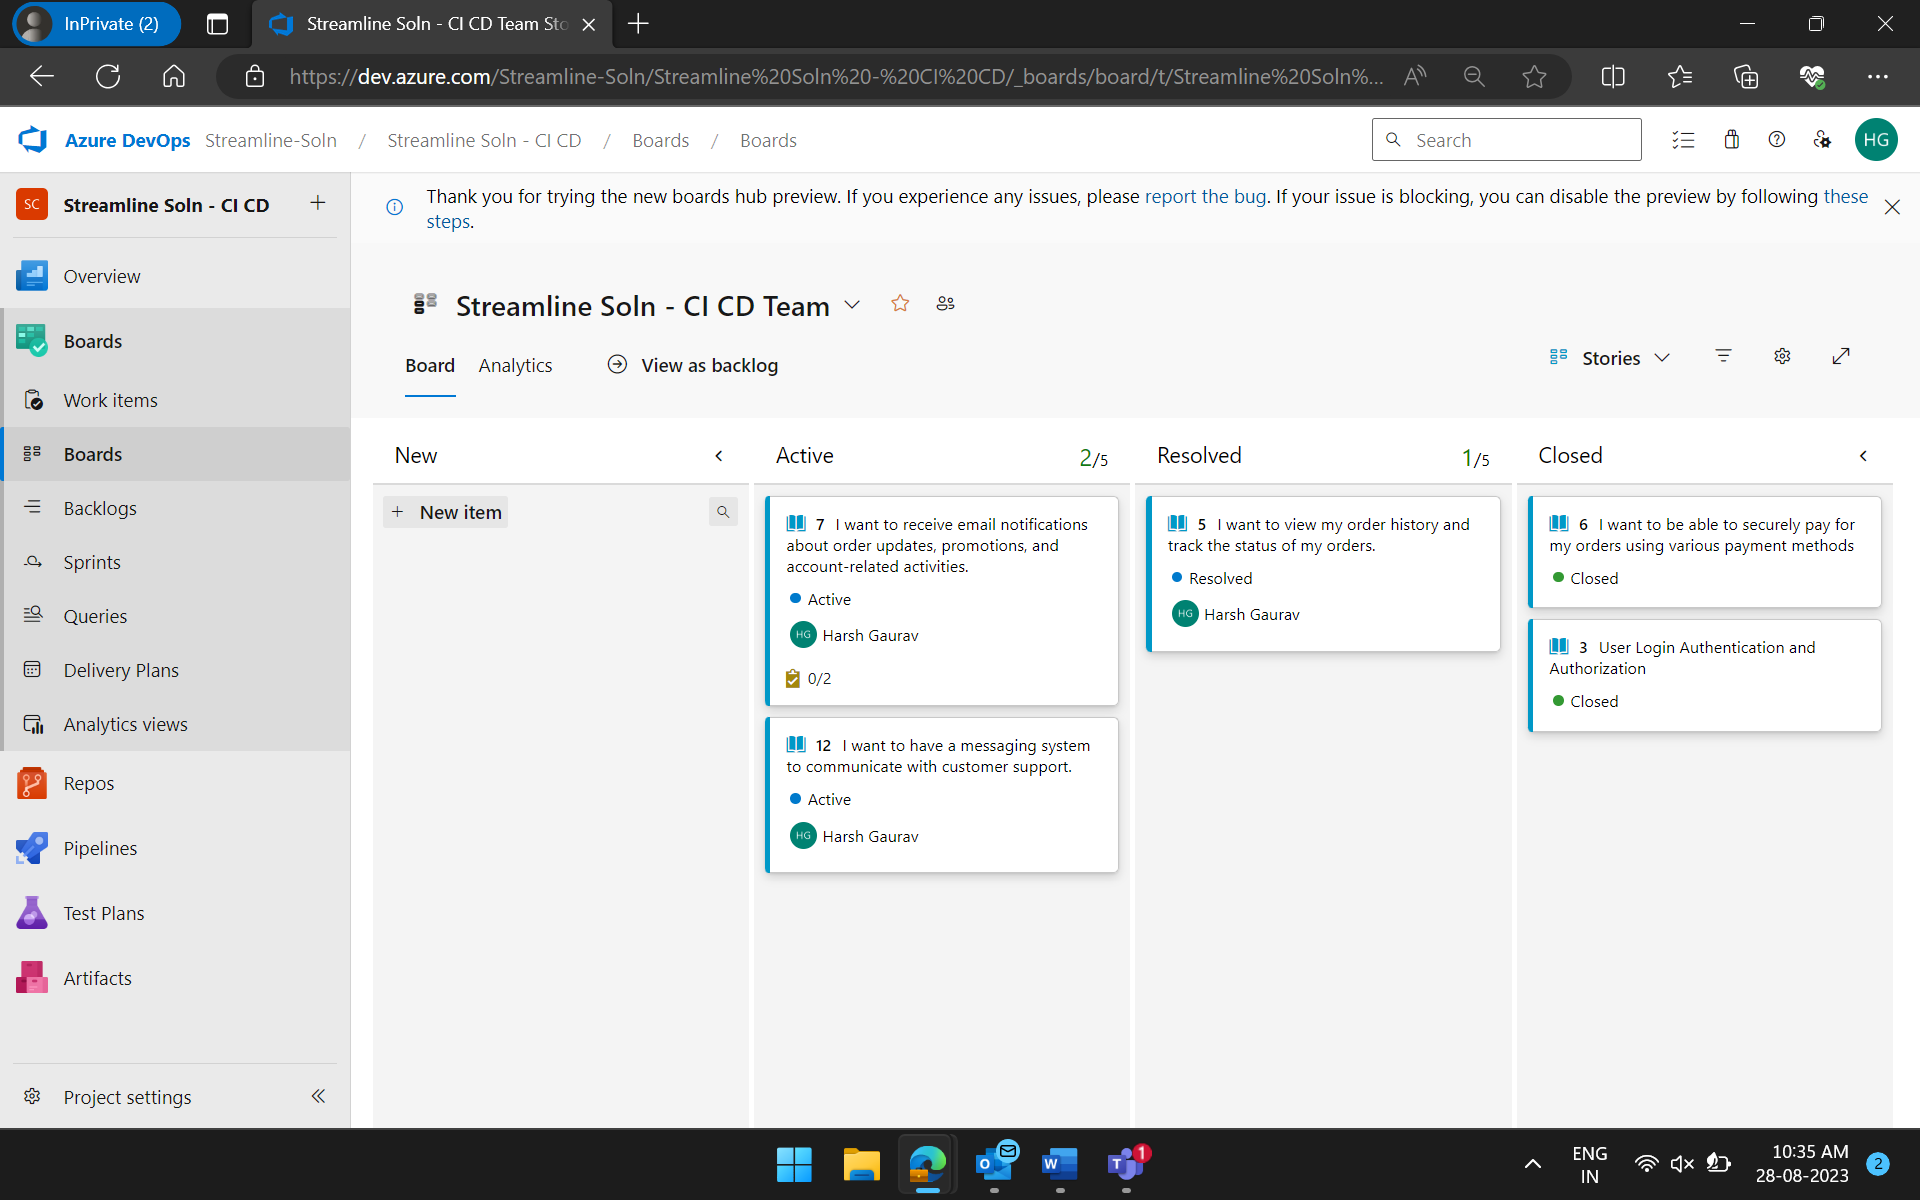 InPrivate (2)
Streamline Soln - CI CD Team Sto
https://dev.azure.com/Streamline-Soln/Streamline%20Soln%20-%20CI%20CD/_boards/board/t/Streamline%20Soln%...
Azure DevOps Streamline-Soln / Streamline Soln - CI CD / Boards / Boards
Search
HG
SC Streamline Soln - CI CD
Overview
Boards
Work items
Boards
Backlogs
Sprints
Queries
Delivery Plans
Analytics views
Repos
Pipelines
Test Plans
Artifacts
Project settings
Thank you for trying the new boards hub preview. If you experience any issues, please report the bug. If your issue is blocking, you can disable the preview by following these
steps.
Streamline Soln - CI CD Team
Board Analytics View as backlog
Stories
New
+ New item
Active 2/5
7 I want to receive email notifications
about order updates, promotions, and
account-related activities.
Active
HG Harsh Gaurav
0/2
12 I want to have a messaging system
to communicate with customer support.
Active
HG Harsh Gaurav
Resolved 1/5
5 I want to view my order history and
track the status of my orders.
Resolved
HG Harsh Gaurav
Closed
6 I want to be able to securely pay for
my orders using various payment methods
Closed
3 User Login Authentication and
Authorization
Closed
1
ENG
IN
10:35 AM
28-08-2023
2